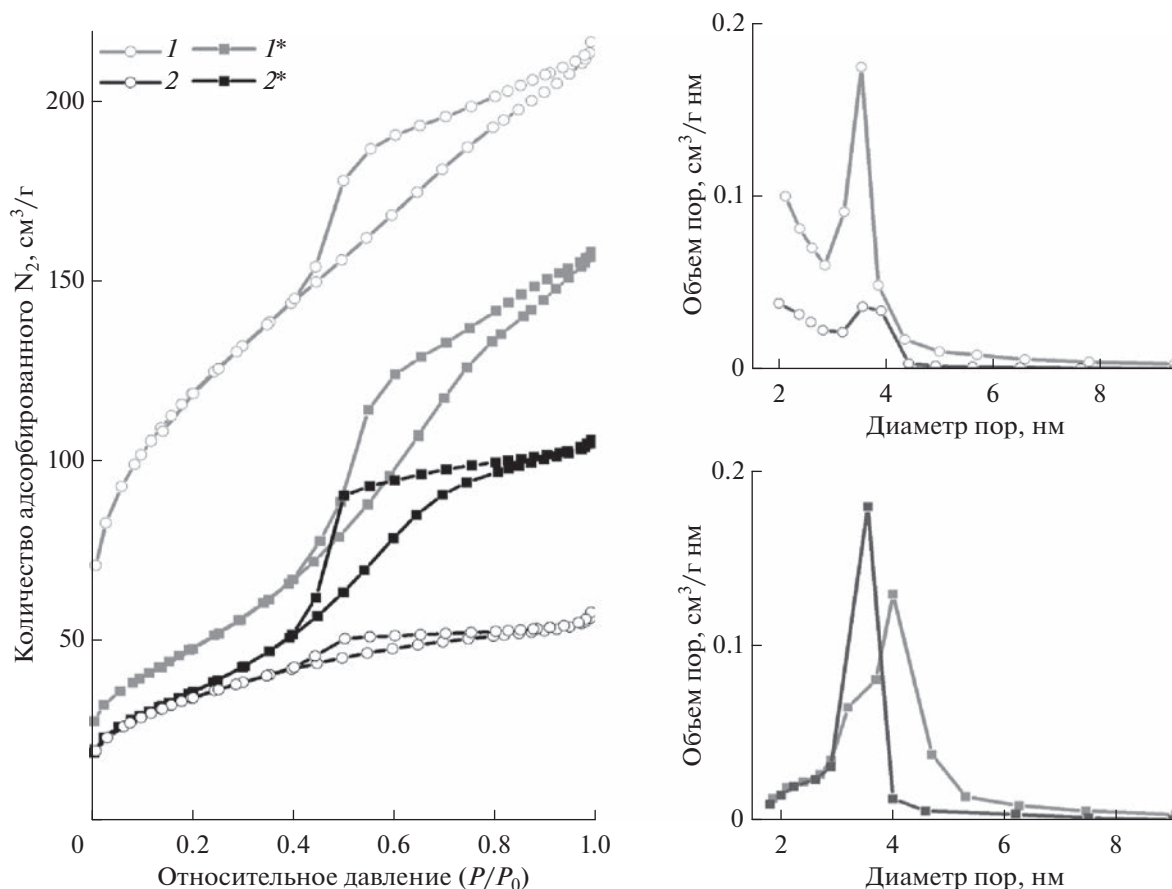 Количество адсорбированного N₂, см³/г
1 1*
2 2*
200
150
100
50
0 0.2 0.4 0.6 0.8 1.0
Относительное давление (P/P₀)
Объем пор, см³/г нм
0.2
0.1
0
2 4 6 8
Диаметр пор, нм
Объем пор, см³/г нм
0.2
0.1
0
2 4 6 8
Диаметр пор, нм